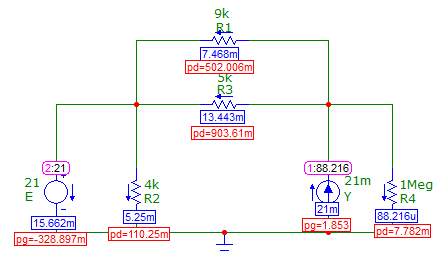 9k
R1
7.468m
pd=502.006m
5k
R3
13.443m
pd=903.61m
2:21
21
E
15.662m
pg=-328.897m
4k
R2
5.25m
pd=110.25m
1:88.216
21m
Y
21m
pg=1.853
1Meg
R4
88.216u
pd=7.782m